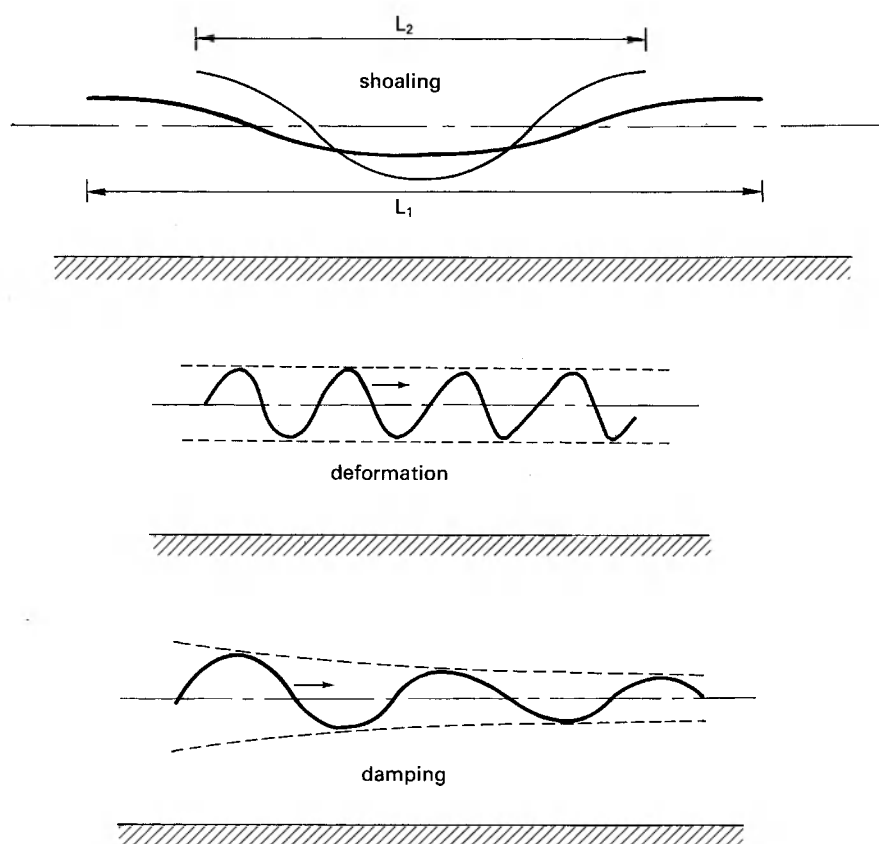 L₂
shoaling
L₁
deformation
damping